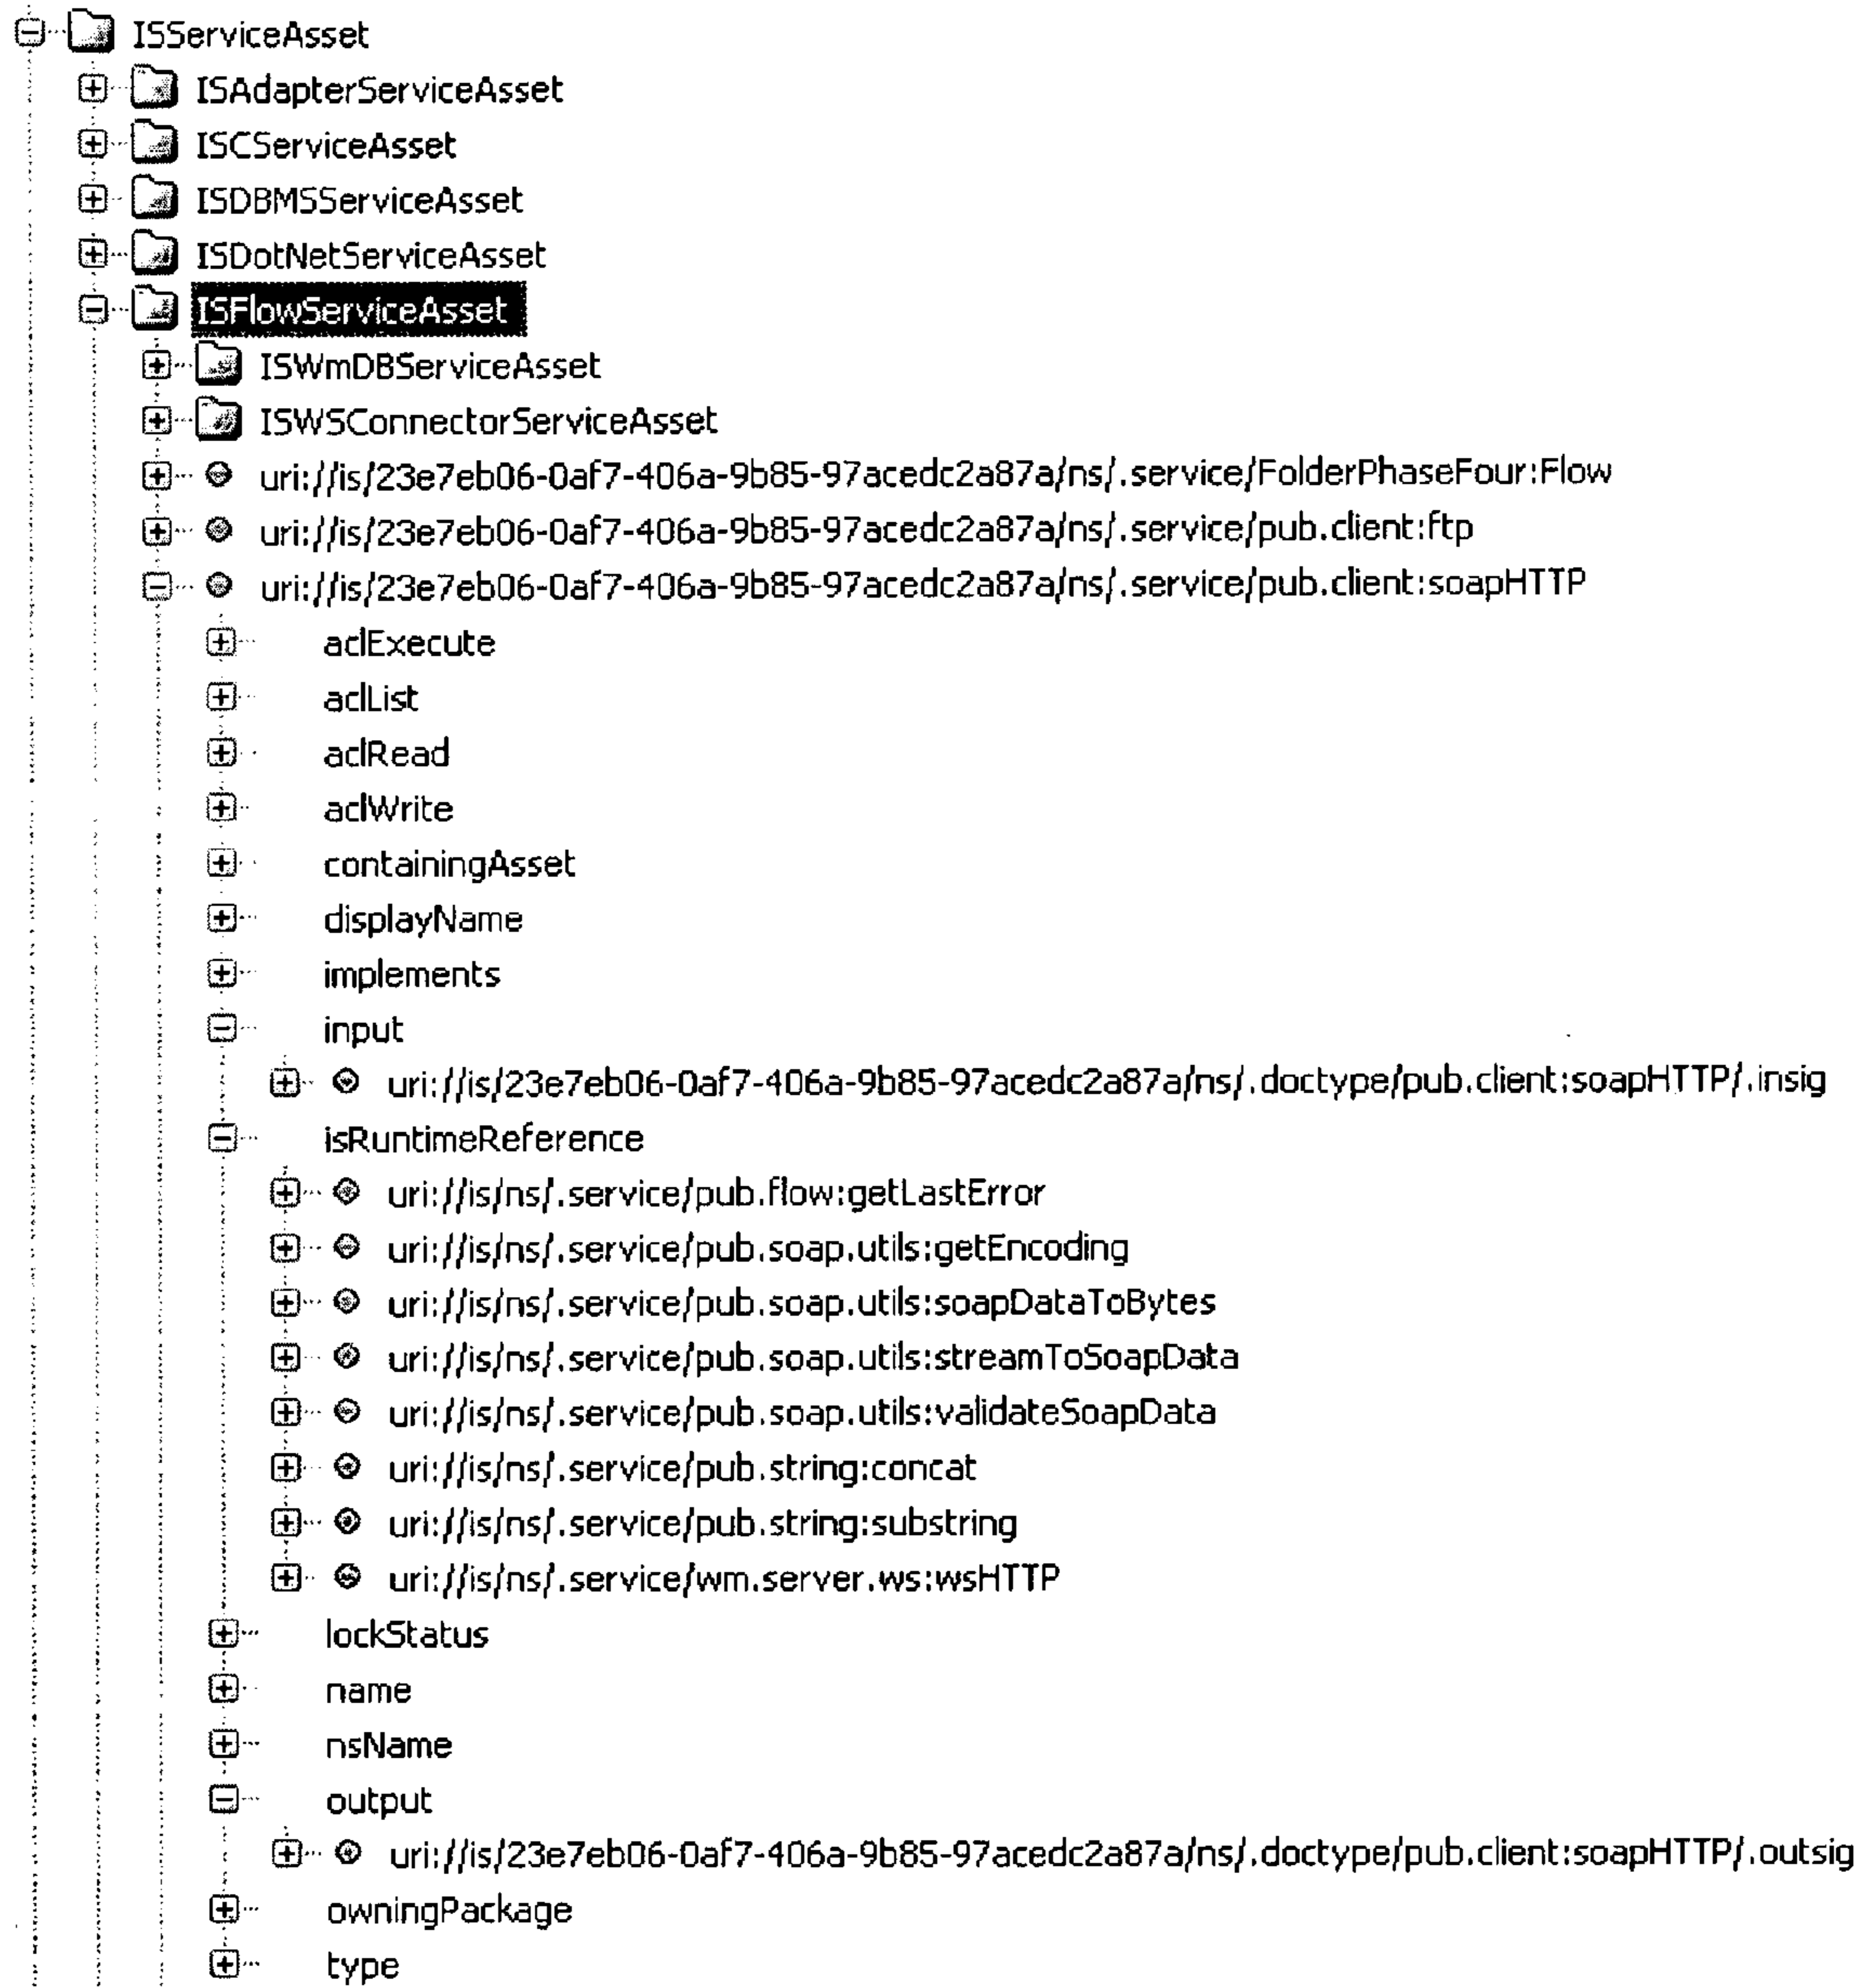 ISServiceAsset
ISAdapterServiceAsset
ISCServiceAsset
ISDBMSServiceAsset
ISDotNetServiceAsset
ISFlowServiceAsset
ISWmDBServiceAsset
ISWSConnectorServiceAsset
uri://is/23e7eb06-0af7-406a-9b85-97acedc2a87a/ns/.service/FolderPhaseFour:Flow
uri://is/23e7eb06-0af7-406a-9b85-97acedc2a87a/ns/.service/pub.client:ftp
uri://is/23e7eb06-0af7-406a-9b85-97acedc2a87a/ns/.service/pub.client:soapHTTP
aclExecute
aclList
aclRead
aclWrite
containingAsset
displayName
implements
input
uri://is/23e7eb06-0af7-406a-9b85-97acedc2a87a/ns/.doctype/pub.client:soapHTTP/.insig
isRuntimeReference
uri://is/ns/.service/pub.flow:getLastError
uri://is/ns/.service/pub.soap.utils:getEncoding
uri://is/ns/.service/pub.soap.utils:soapDataToBytes
uri://is/ns/.service/pub.soap.utils:streamToSoapData
uri://is/ns/.service/pub.soap.utils:validateSoapData
uri://is/ns/.service/pub.string:concat
uri://is/ns/.service/pub.string:substring
uri://is/ns/.service/wm.server.ws:wsHTTP
lockStatus
name
nsName
output
uri://is/23e7eb06-0af7-406a-9b85-97acedc2a87a/ns/.doctype/pub.client:soapHTTP/.outsig
owningPackage
type